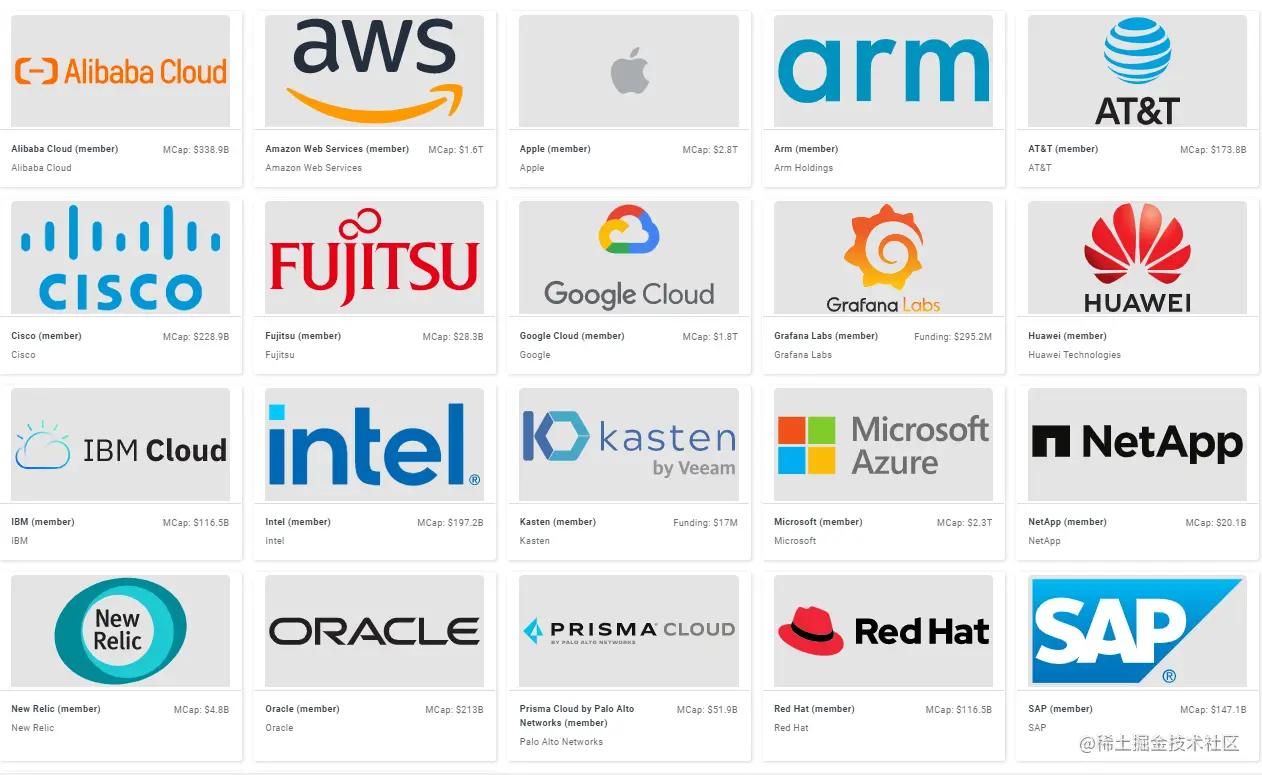 Alibaba Cloud
Alibaba Cloud (member) MCap: $338.9B
Alibaba Cloud
aws
Amazon Web Services (member) MCap: $1.6T
Amazon Web Services
Apple (member) MCap: $2.8T
Apple
arm
Arm (member)
Arm Holdings
AT&T
AT&T (member) MCap: $173.8B
AT&T
CISCO
Cisco (member) MCap: $228.9B
Cisco
FUJITSU
Fujitsu (member) MCap: $28.3B
Fujitsu
Google Cloud
Google Cloud (member) MCap: $1.8T
Google
Grafana Labs
Grafana Labs (member) Funding: $295.2M
Grafana Labs
HUAWEI
Huawei (member)
Huawei Technologies
IBM Cloud
IBM (member) MCap: $116.5B
IBM
intel®
Intel (member) MCap: $197.2B
Intel
kasten
by Veeam
Kasten (member) Funding: $17M
Kasten
Microsoft
Azure
Microsoft (member) MCap: $2.3T
Microsoft
NetApp
NetApp (member) MCap: $20.1B
NetApp
New
Relic
New Relic (member) MCap: $4.8B
New Relic
ORACLE
Oracle (member) MCap: $213B
Oracle
PRISMA CLOUD
BY PALO ALTO NETWORKS
Prisma Cloud by Palo Alto MCap: $51.9B
Networks (member)
Palo Alto Networks
Red Hat
Red Hat (member) MCap: $116.5B
Red Hat
SAP®
SAP (member) MCap: $147.1B
SAP
@稀土掘金技术社区